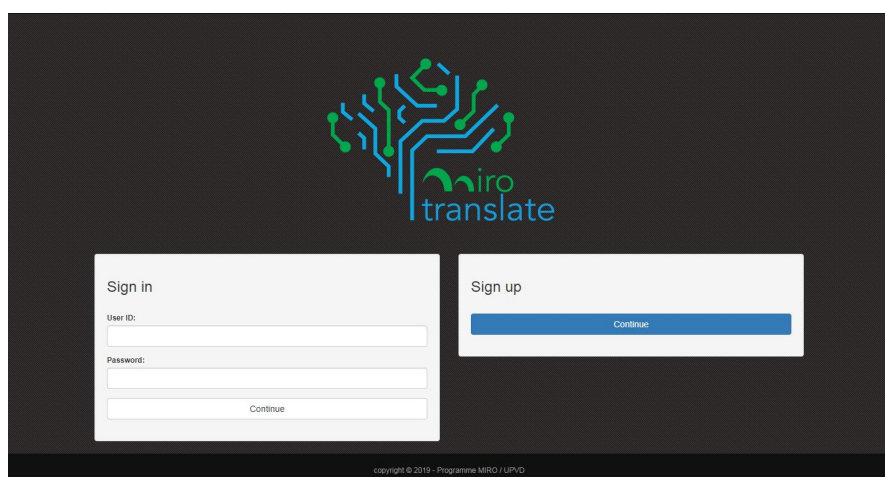 miro
translate
Sign in
User ID:
Password:
Continue
Sign up
Continue
copyright © 2019 - Programme MIRO / UPVD